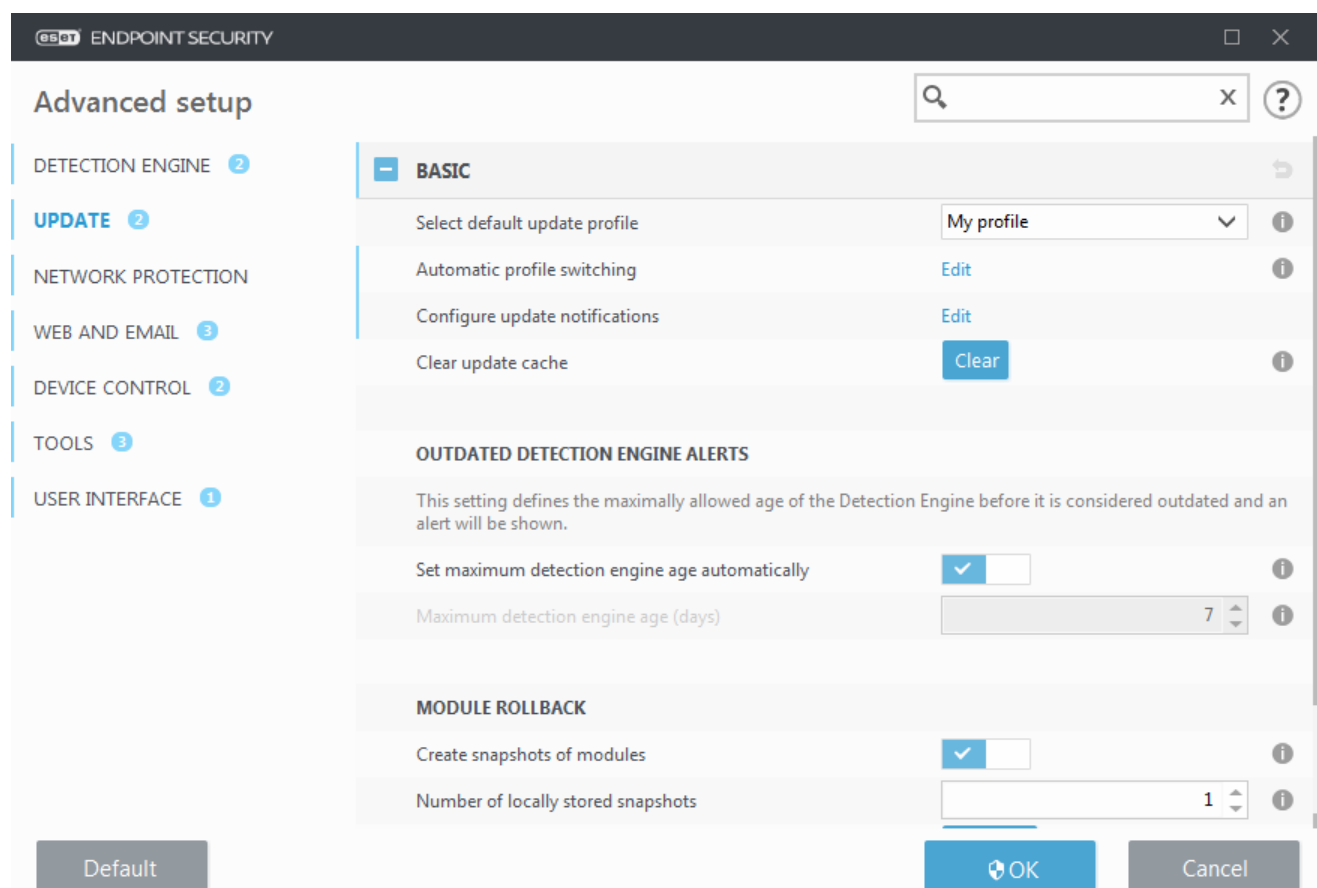 eset ENDPOINT SECURITY
Advanced setup
X
?
DETECTION ENGINE 2
UPDATE 2
NETWORK PROTECTION
WEB AND EMAIL 3
DEVICE CONTROL 2
TOOLS 3
USER INTERFACE 1
BASIC
Select default update profile My profile
Automatic profile switching Edit
Configure update notifications Edit
Clear update cache Clear
OUTDATED DETECTION ENGINE ALERTS
This setting defines the maximally allowed age of the Detection Engine before it is considered outdated and an
alert will be shown.
Set maximum detection engine age automatically
Maximum detection engine age (days) 7
MODULE ROLLBACK
Create snapshots of modules
Number of locally stored snapshots 1
Default OK Cancel